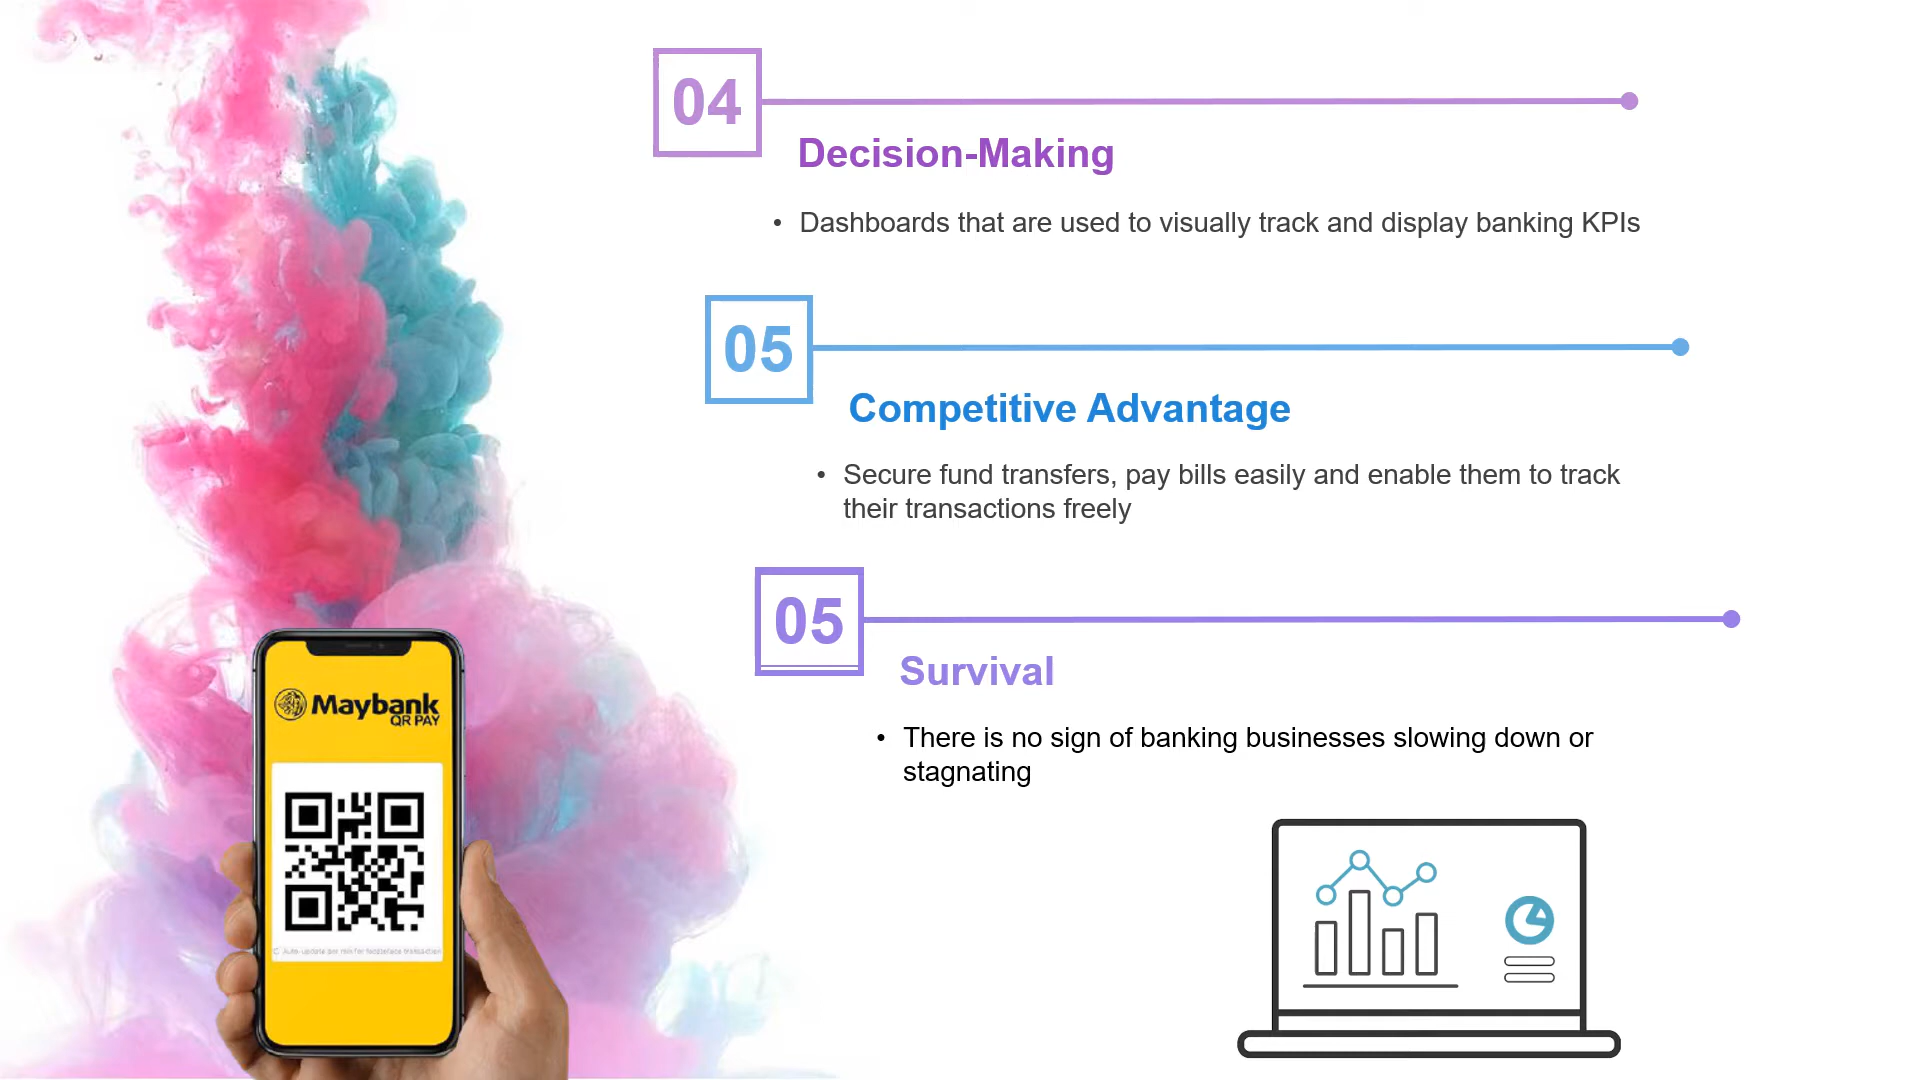 04
Decision-Making
• Dashboards that are used to visually track and display banking KPIs
05
Competitive Advantage
• Secure fund transfers, pay bills easily and enable them to track
their transactions freely
05
Survival
• There is no sign of banking businesses slowing down or
stagnating
Maybank
QR PAY